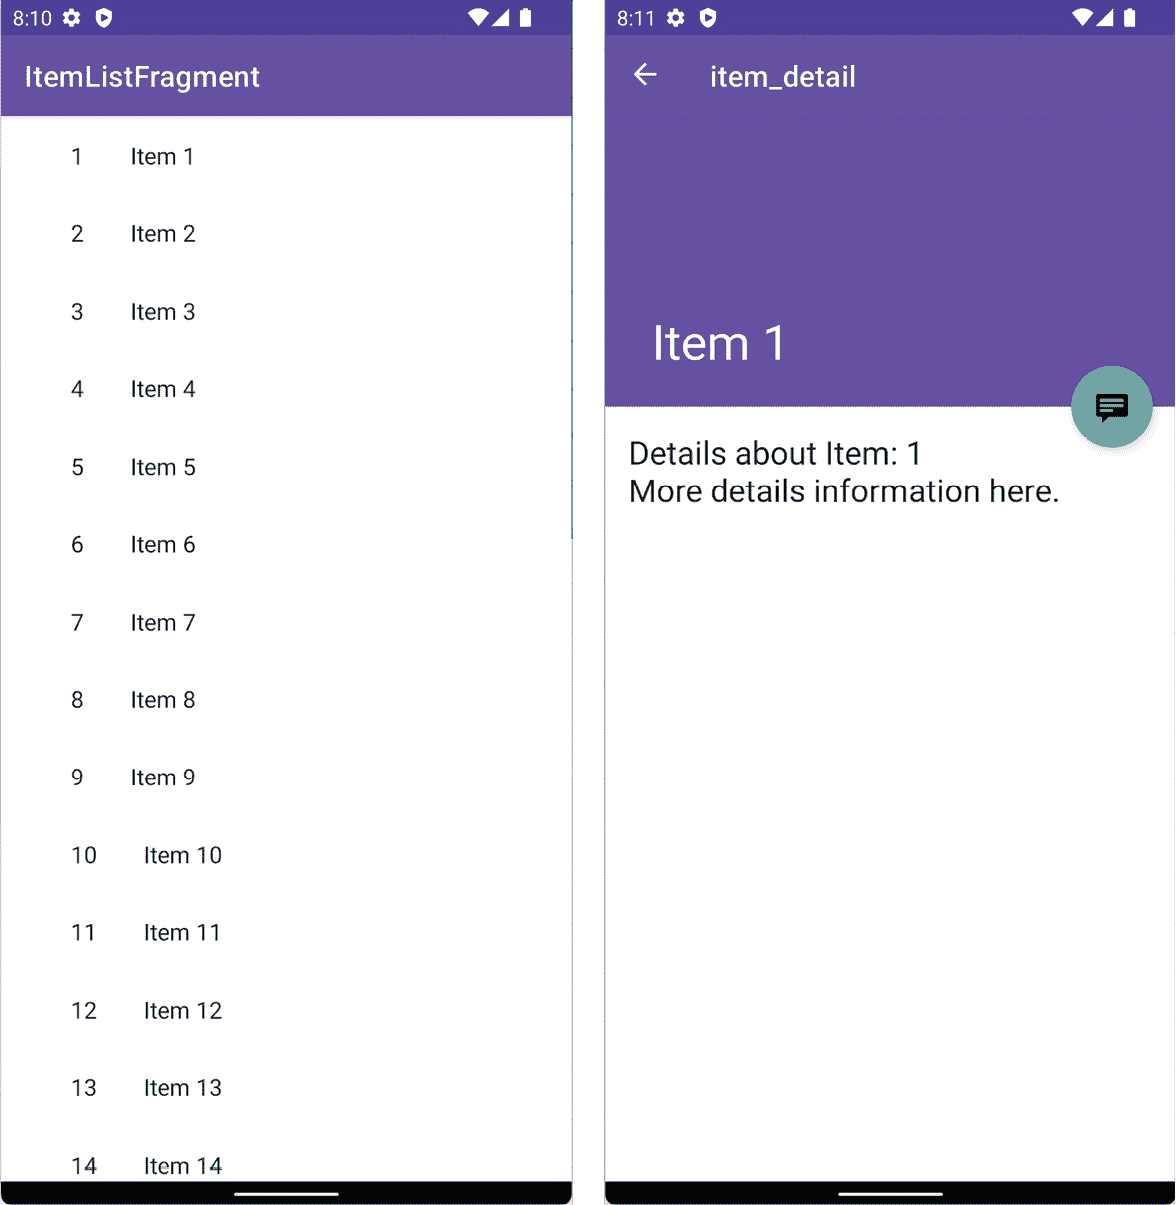 8:10
ItemListFragment
1 Item 1
2 Item 2
3 Item 3
4 Item 4
5 Item 5
6 Item 6
7 Item 7
8 Item 8
9 Item 9
10 Item 10
11 Item 11
12 Item 12
13 Item 13
14 Item 14
8:11
item_detail
Item 1
Details about Item: 1
More details information here.